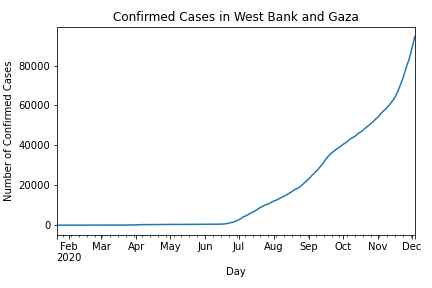 Confirmed Cases in West Bank and Gaza
Number of Confirmed Cases
80000
60000
40000
20000
0
Feb Mar Apr May Jun Jul Aug Sep Oct Nov Dec
2020
Day